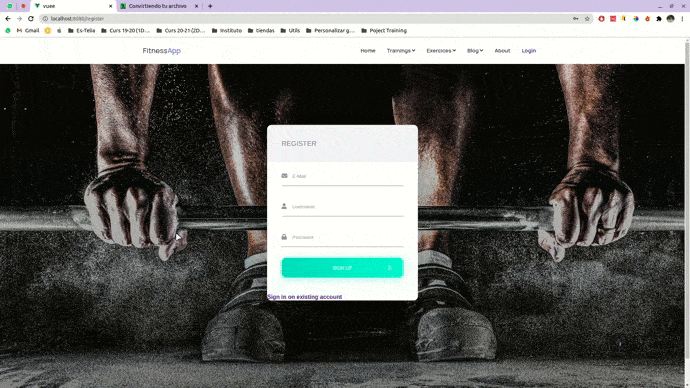 vuee
Convirttiendo tu archivo
localhost:8080/register
Gmail
Es-Telia
Curs 19-20 (1D…
Curs 20-21 (2D…
Instituto
tiendas
Utils
Personalizar g…
Poject Training
FitnessApp
Home
Trainings
Exercices
Blog
About
Login
REGISTER
E-Mail
Username
Password
SIGN UP
Sign in on existing account